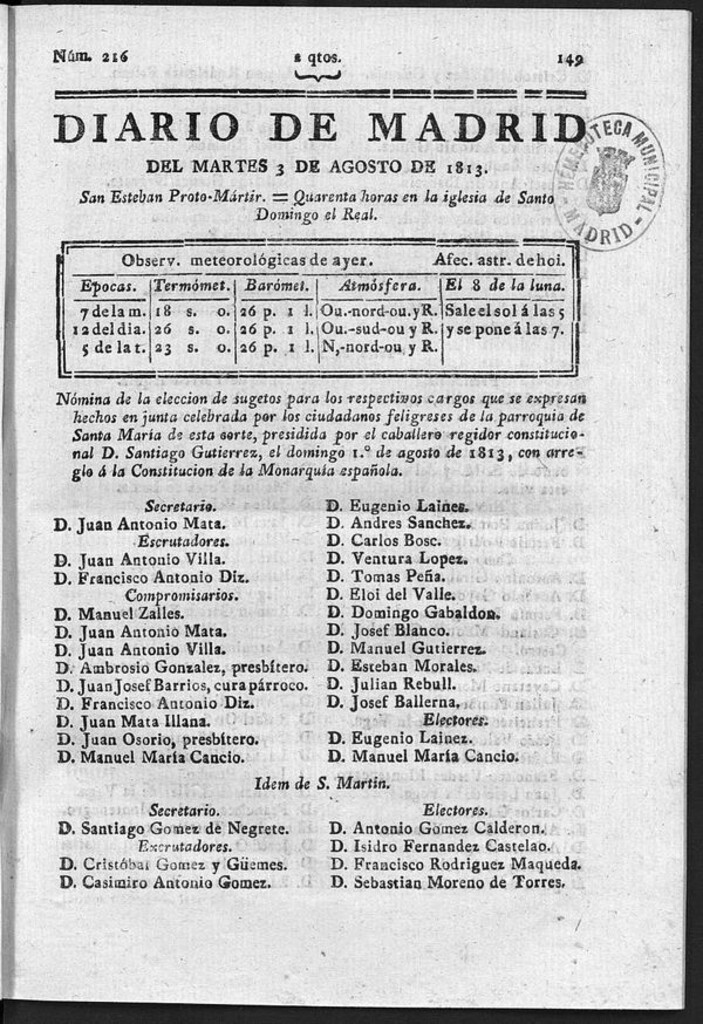 Núm. 216 2 qtos. 149
DIARIO DE MADRID
DEL MARTES 3 DE AGOSTO DE 1813.
San Esteban Proto-Mártir. = Quarenta horas en la iglesia de Santo
Domingo el Real.
HEMEROTECA MUNICIPAL
MADRID
Observ. meteorológicas de ayer. Afec. astr. de hoi.
Epocas. Termómet. Barómet. Atmósfera. El 8 de la luna.
7 de la m. 18 s. o. 26 p. 1 l. Ou.-nord-ou. y R. Sale el sol á las 5
12 del dia. 26 s. o. 26 p. 1 l. Ou.-sud-ou y R. y se pone á las 7.
5 de la t. 23 s. o. 26 p. 1 l. N,-nord-ou y R.
Nómina de la eleccion de sugetos para los respectivos cargos que se expresan
hechos en junta celebrada por los ciudadanos feligreses de la parroquia de
Santa María de esta corte, presidida por el caballero regidor constitucio-
nal D. Santiago Gutierrez, el domingo 1.º de agosto de 1813, con arre-
glo á la Constitucion de la Monarquía española.
Secretario.
D. Juan Antonio Mata.
Escrutadores.
D. Juan Antonio Villa.
D. Francisco Antonio Diz.
Compromisarios.
D. Manuel Zalles.
D. Juan Antonio Mata.
D. Juan Antonio Villa.
D. Ambrosio Gonzalez, presbítero.
D. Juan Josef Barrios, cura párroco.
D. Francisco Antonio Diz.
D. Juan Mata Illana.
D. Juan Osorio, presbítero.
D. Manuel María Cancio.
D. Eugenio Lainez.
D. Andres Sanchez.
D. Carlos Bosc.
D. Ventura Lopez.
D. Tomas Peña.
D. Eloi del Valle.
D. Domingo Gabaldon.
D. Josef Blanco.
D. Manuel Gutierrez.
D. Esteban Morales.
D. Julian Rebull.
D. Josef Ballerna.
Electores.
D. Eugenio Lainez.
D. Manuel María Cancio.
Idem de S. Martin.
Secretario.
D. Santiago Gomez de Negrete.
Escrutadores.
D. Cristóbal Gomez y Güemes.
D. Casimiro Antonio Gomez.
Electores.
D. Antonio Gomez Calderon.
D. Isidro Fernandez Castelao.
D. Francisco Rodriguez Maqueda.
D. Sebastian Moreno de Torres.